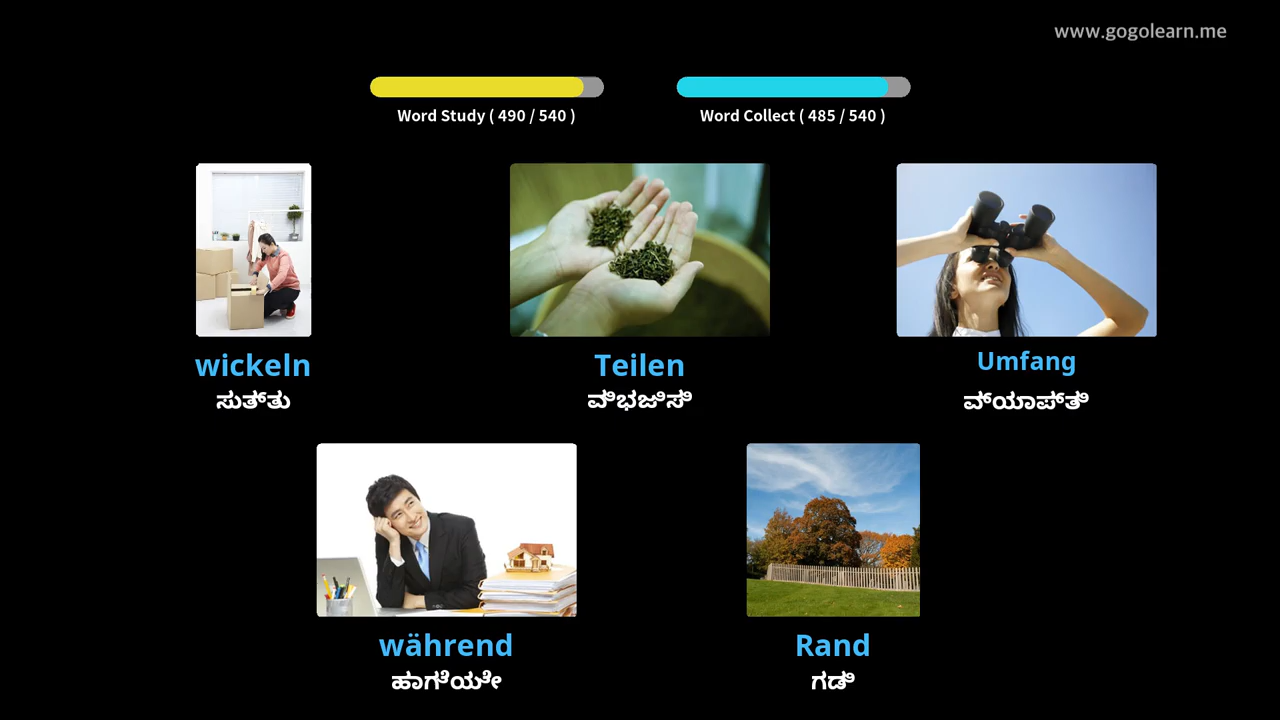 www.gogolearn.me
Word Study ( 490 / 540 )
Word Collect ( 485 / 540 )
wickeln
ಸುತ್ತು
Teilen
ವಿಭಜಿಸಿ
Umfang
ವ್ಯಾಪ್ತಿ
während
ಹಾಗೆಯೇ
Rand
ಗಡಿ